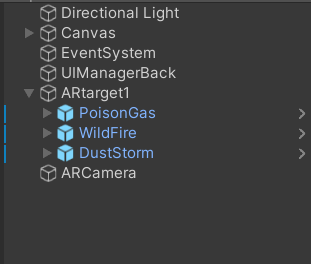 Directional Light
Canvas
EventSystem
UIManagerBack
ARtarget1
PoisonGas
WildFire
DustStorm
ARCamera